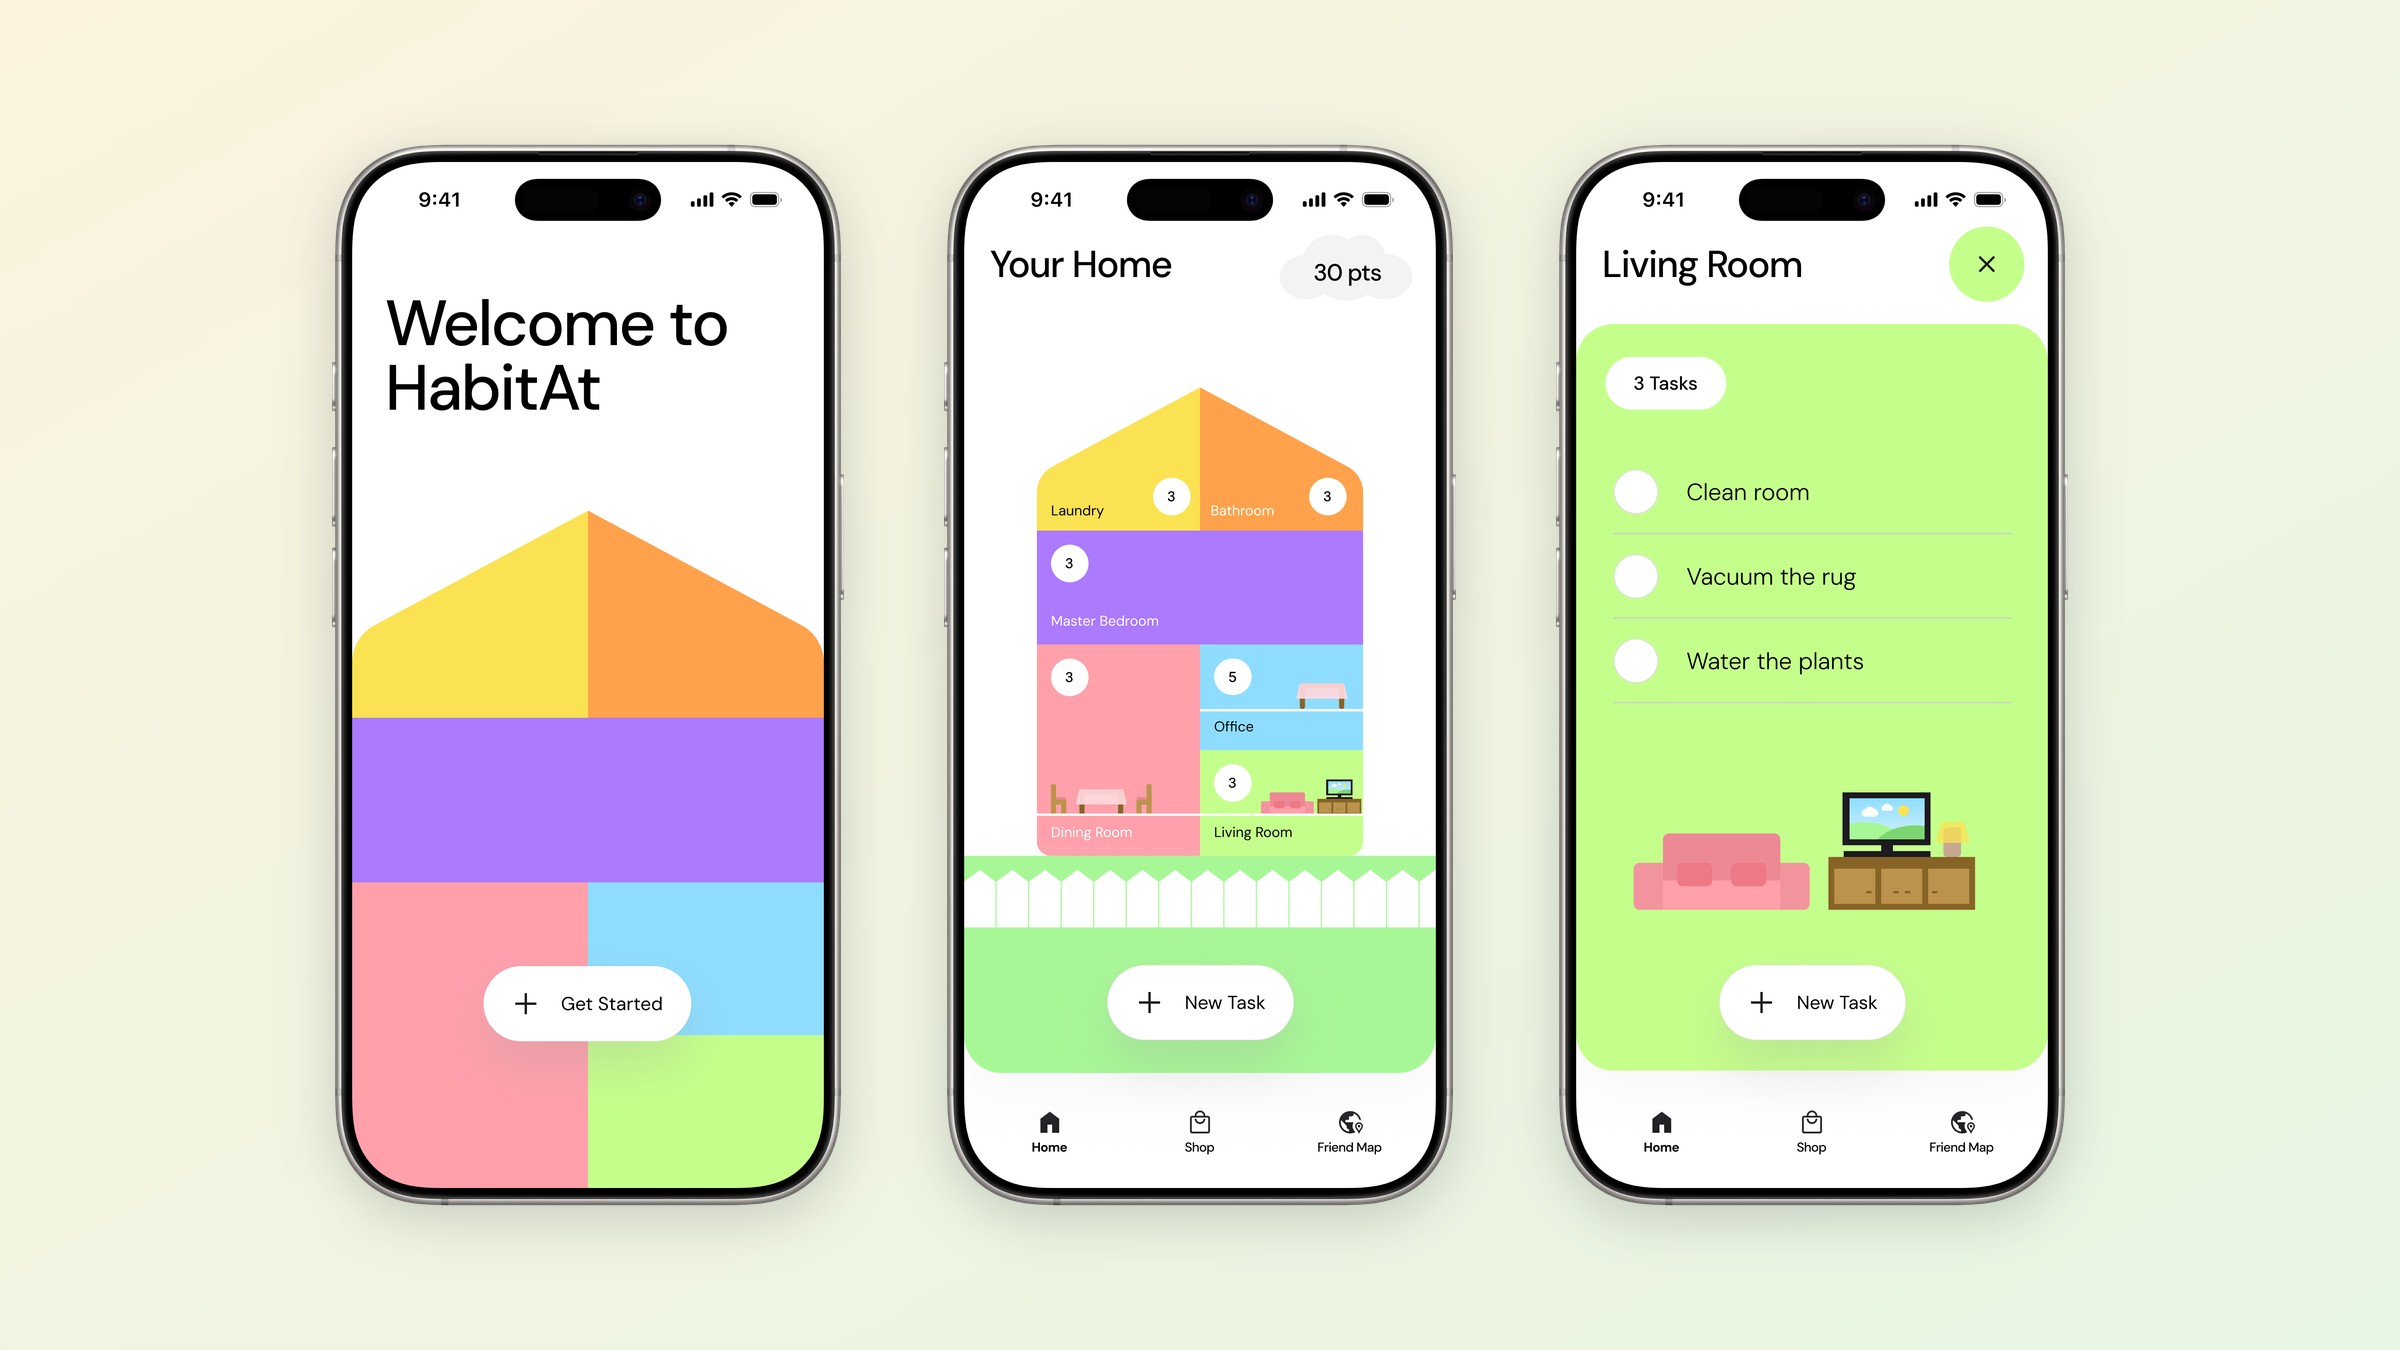 9:41
Welcome to
HabitAt
Get Started
9:41
Your Home
30 pts
Laundry
3
Bathroom
3
3
Master Bedroom
3
5
Office
3
Dining Room
Living Room
New Task
Home
Shop
Friend Map
9:41
Living Room
3 Tasks
Clean room
Vacuum the rug
Water the plants
New Task
Home
Shop
Friend Map